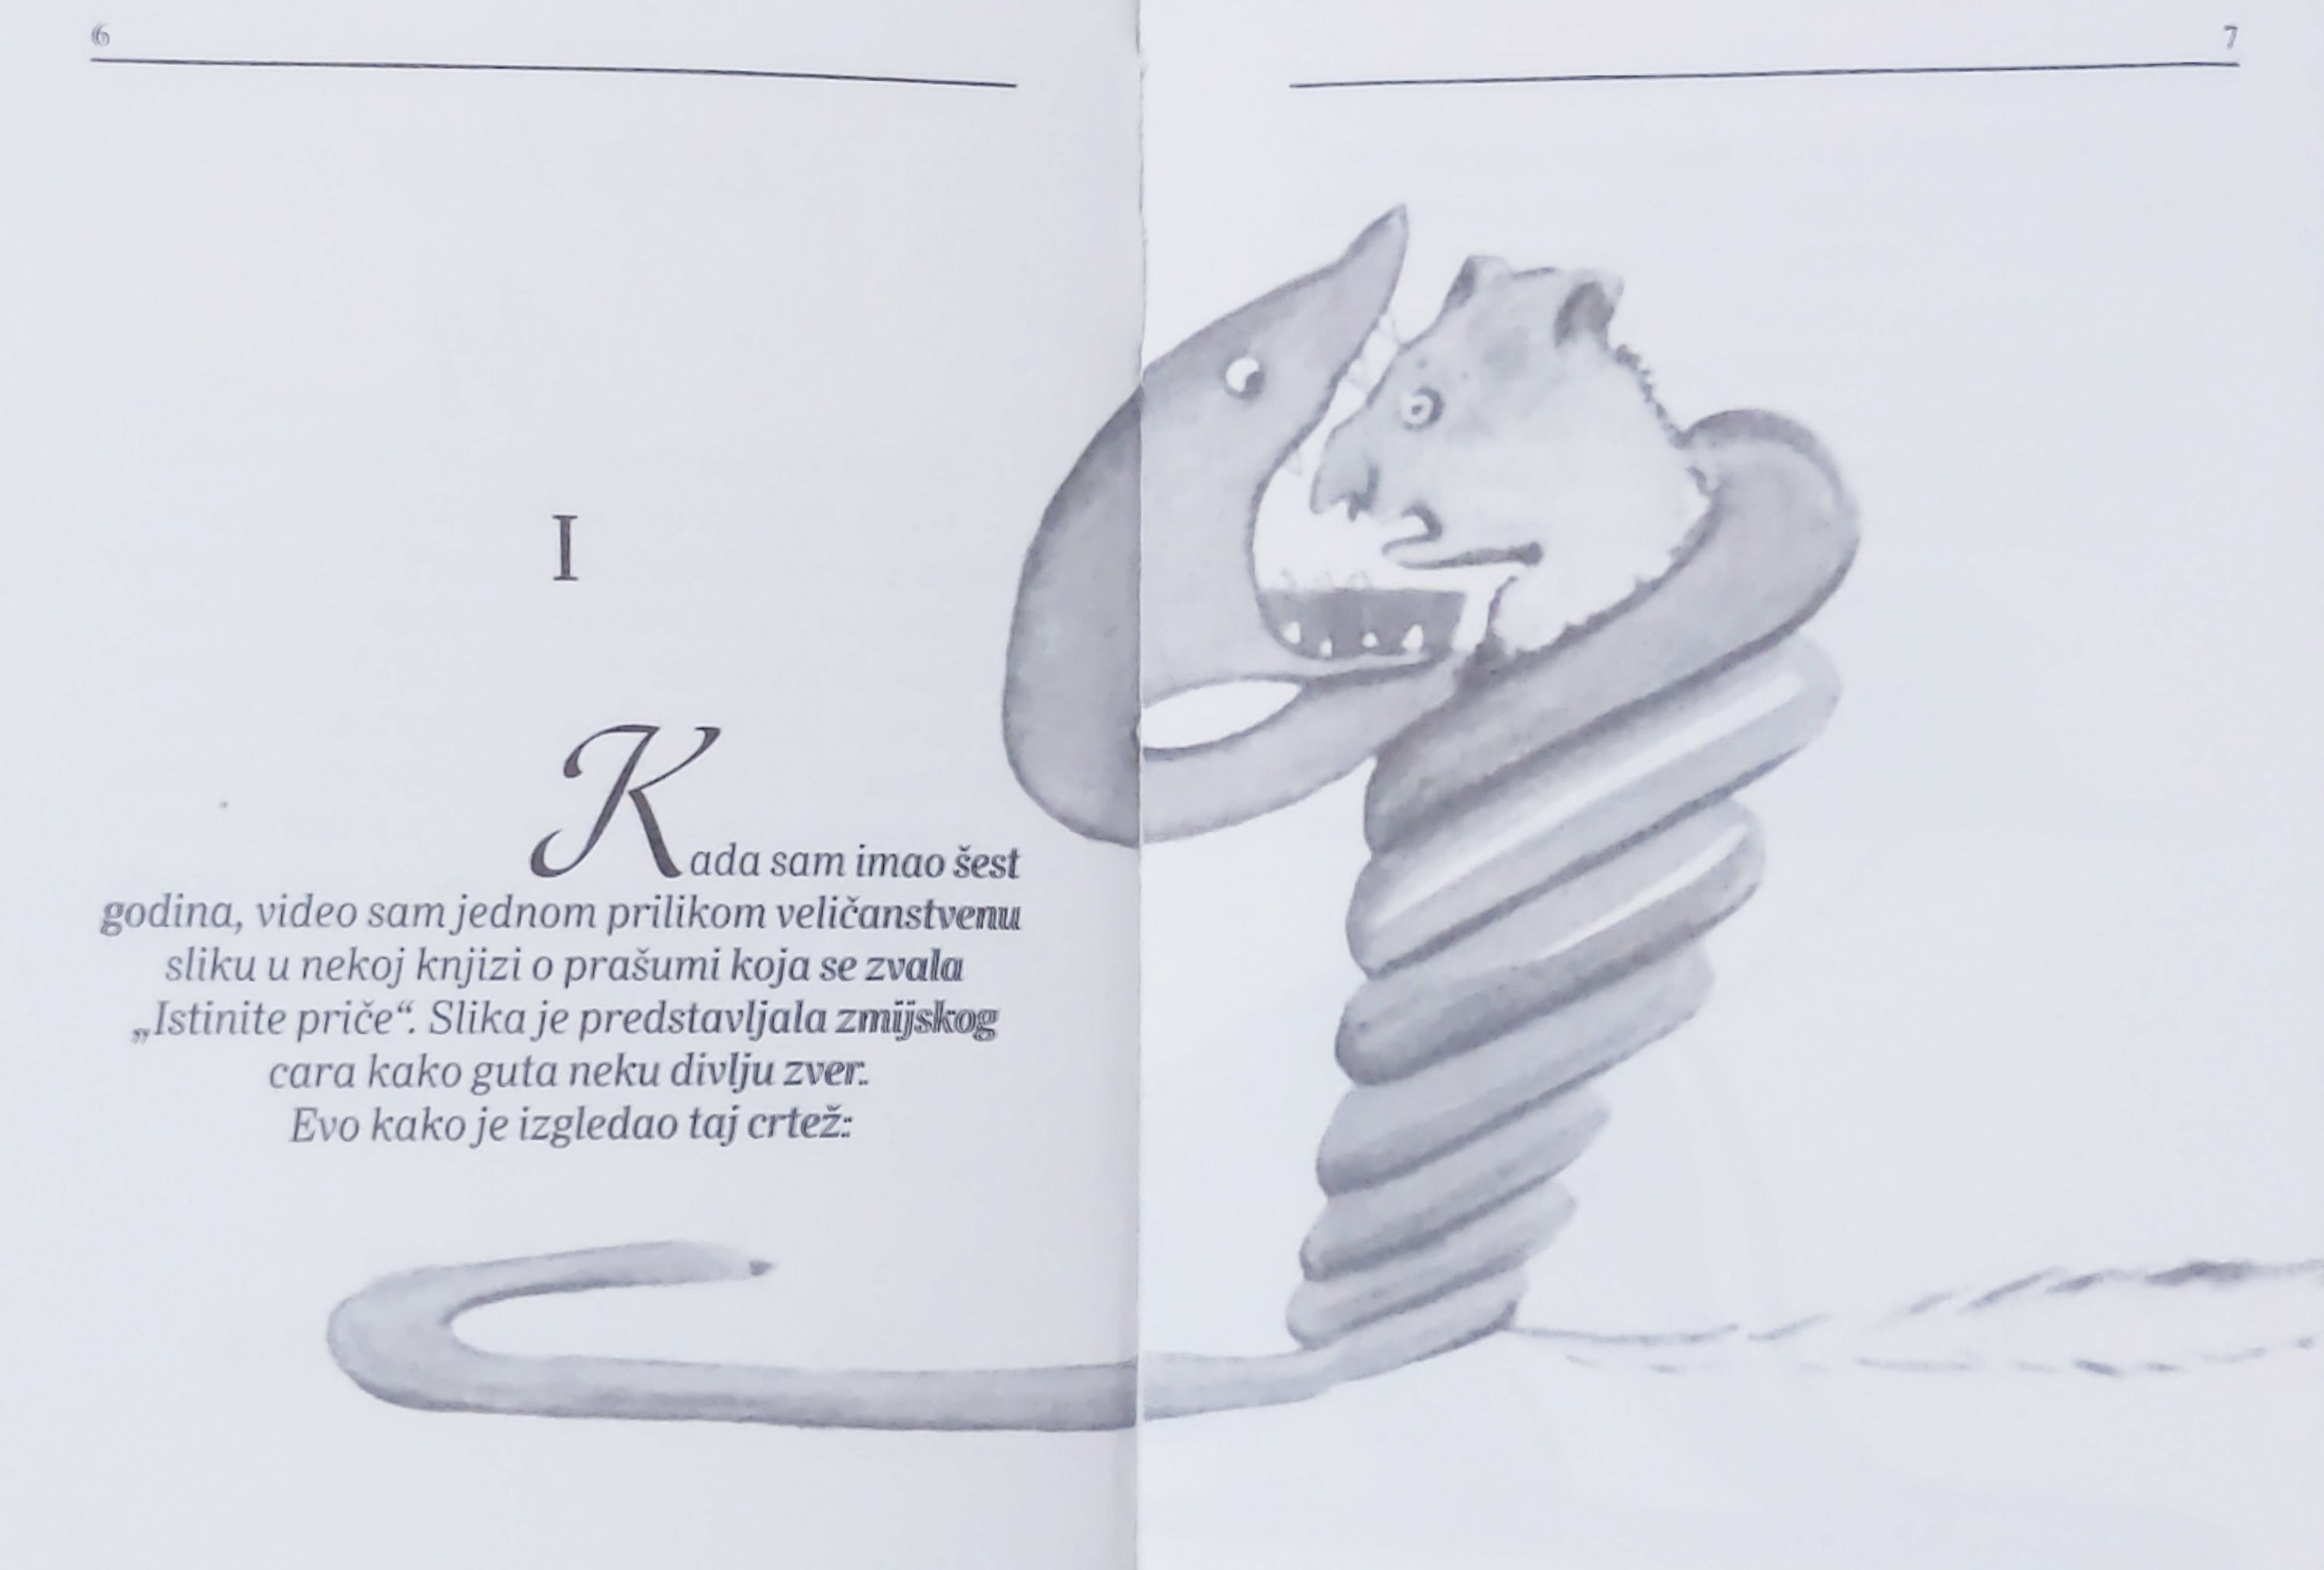 6
7
I
Kada sam imao šest
godina, video sam jednom prilikom veličanstvenu
sliku u nekoj knjizi o prašumi koja se zvala
„Istinite priče“. Slika je predstavljala zmijskog
cara kako guta neku divlju zver.
Evo kako je izgledao taj crtež: